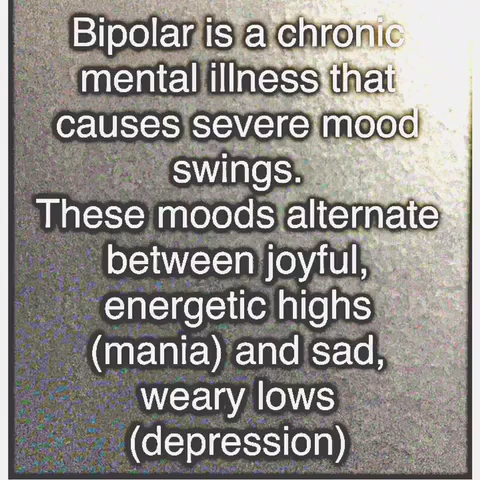 Bipolar is a chronic
mental illness that
causes severe mood
swings.
These moods alternate
between joyful,
energetic highs
(mania) and sad,
weary lows
(depression)